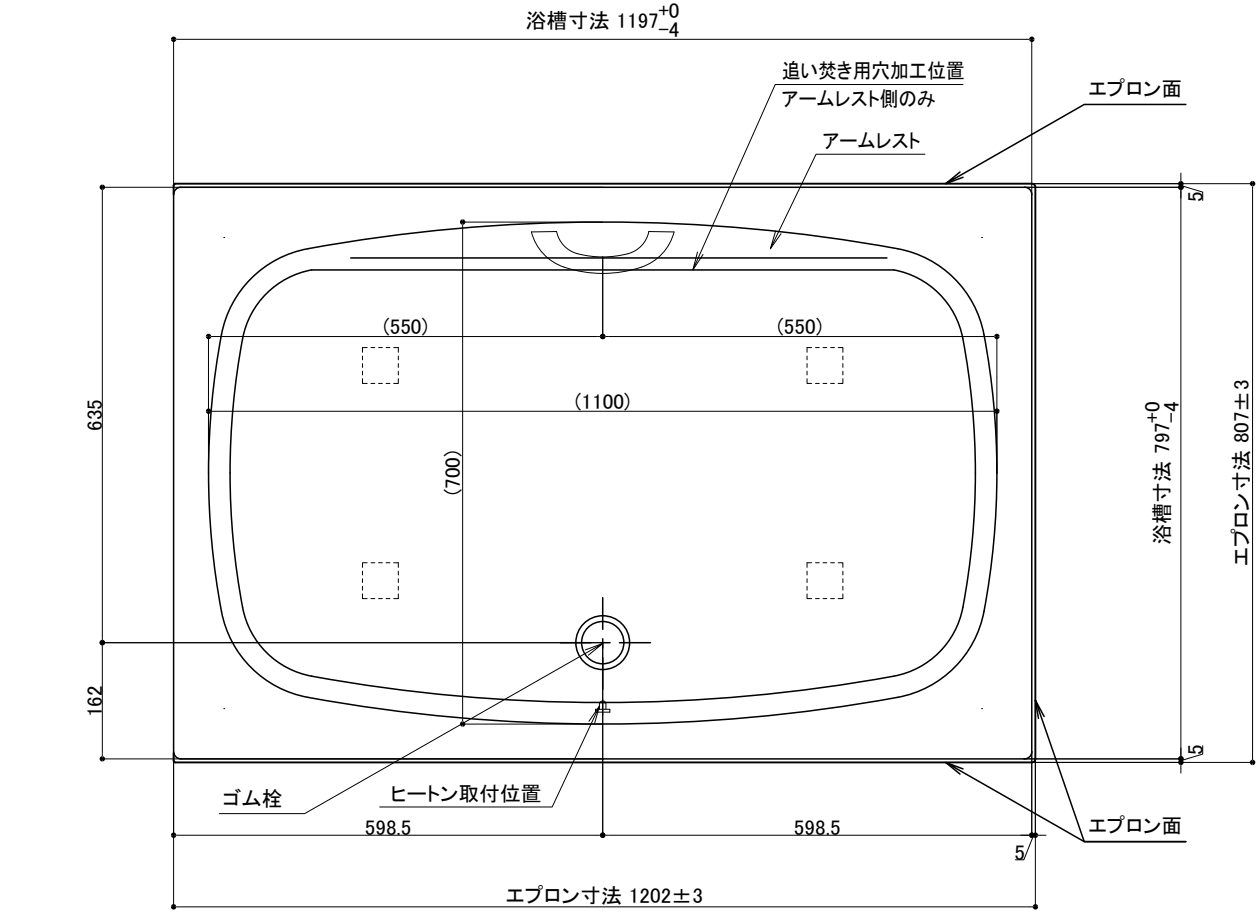 浴槽寸法 1197+0-4
追い焚き用穴加工位置
アームレスト側のみ
エプロン面
アームレスト
5
(550)
(550)
(1100)
635
(700)
浴槽寸法 797+0-4
エプロン寸法 807±3
162
5
ゴム栓
ヒートン取付位置
エプロン面
598.5
598.5
5
エプロン寸法 1202±3